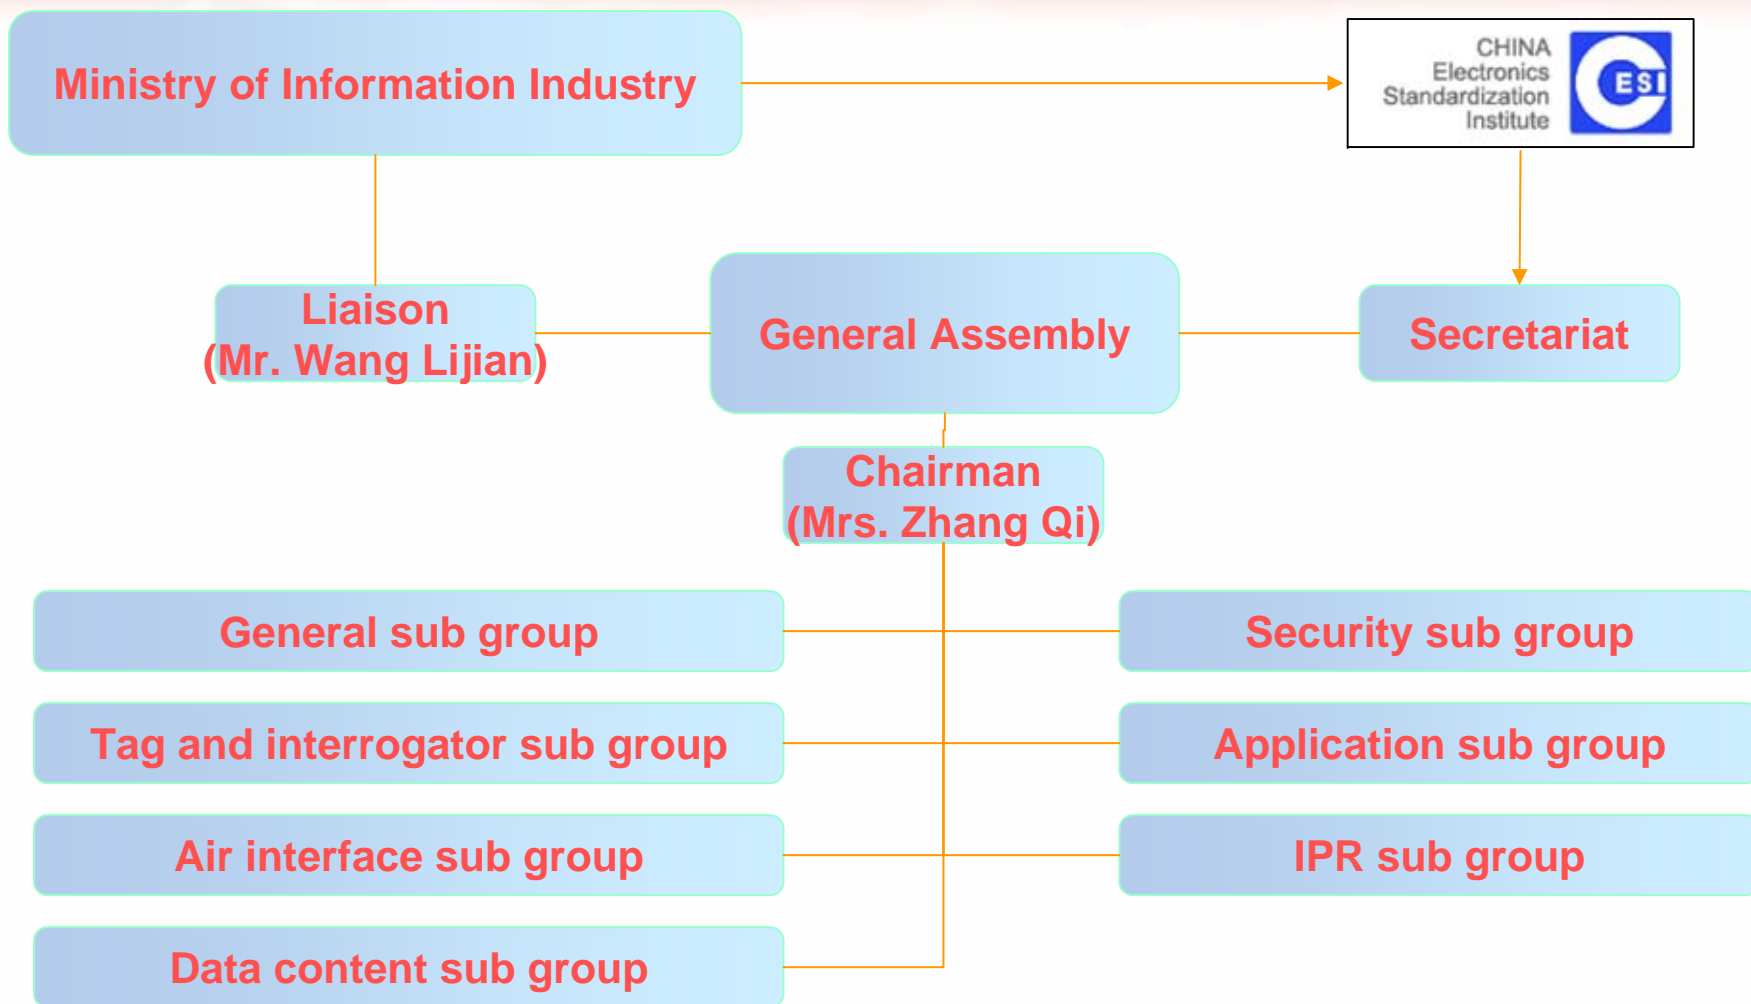 Ministry of Information Industry
CHINA
Electronics
Standardization
Institute
CESI
Liaison
(Mr. Wang Lijian)
General Assembly
Secretariat
Chairman
(Mrs. Zhang Qi)
General sub group
Security sub group
Tag and interrogator sub group
Application sub group
Air interface sub group
IPR sub group
Data content sub group